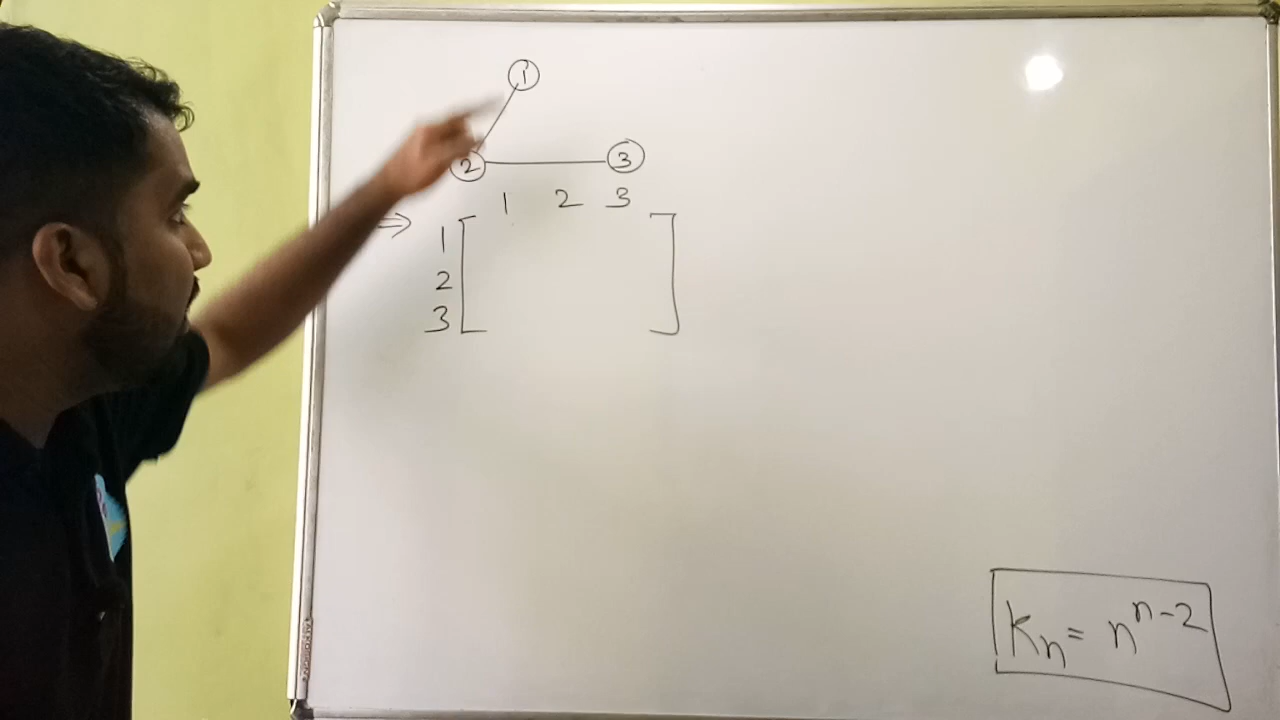 1
2 3
1 2 3
⇒ 1
2
3
Kn = n^n-2